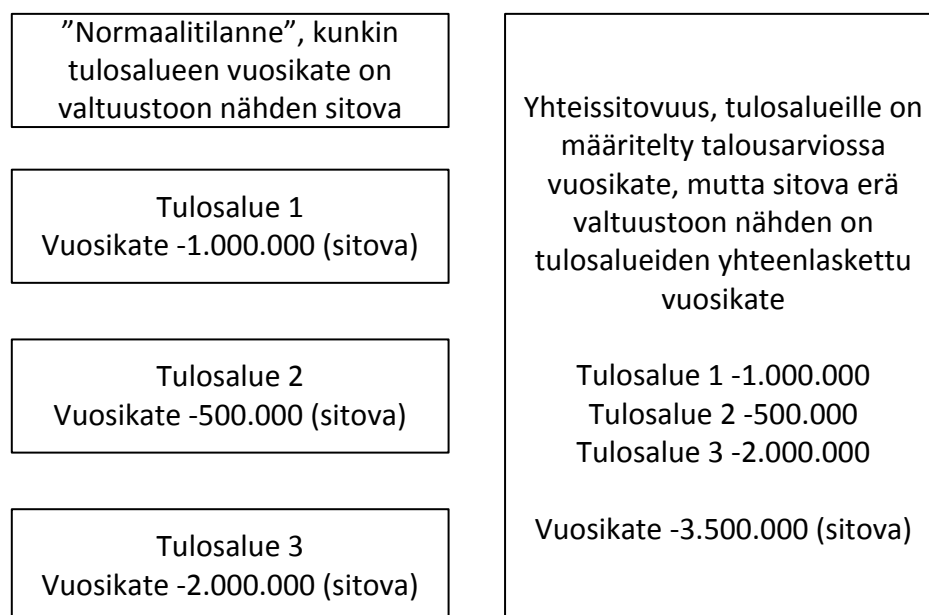 ”Normaalitilanne”, kunkin
tulosalueen vuosikate on
valtuustoon nähden sitova
Tulosalue 1
Vuosikate -1.000.000 (sitova)
Tulosalue 2
Vuosikate -500.000 (sitova)
Tulosalue 3
Vuosikate -2.000.000 (sitova)
Yhteissitovuus, tulosalueille on
määritelty talousarviossa
vuosikate, mutta sitova erä
valtuustoon nähden on
tulosalueiden yhteenlaskettu
vuosikate
Tulosalue 1 -1.000.000
Tulosalue 2 -500.000
Tulosalue 3 -2.000.000
Vuosikate -3.500.000 (sitova)